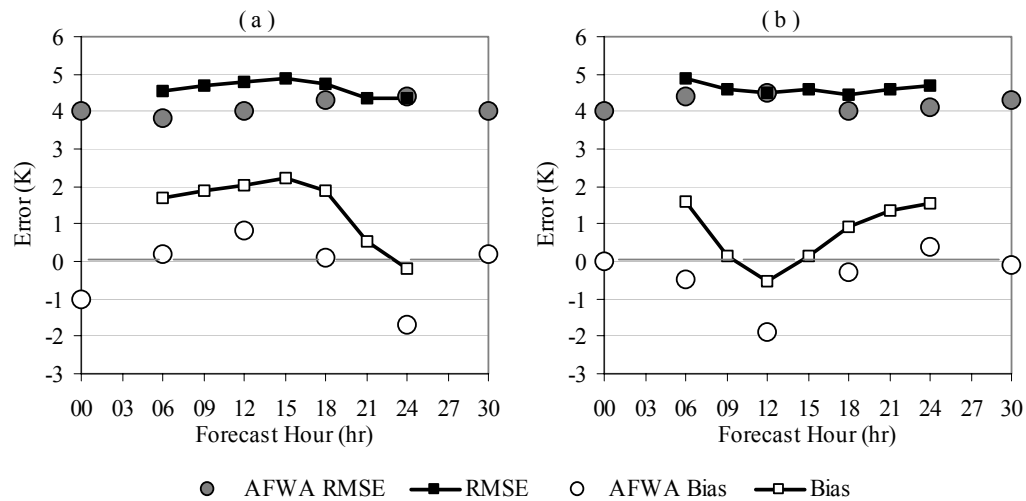 ( a )
( b )
Error (K)
6
5
4
3
2
1
0
-1
-2
-3
00 03 06 09 12 15 18 21 24 27 30
Forecast Hour (hr)
Error (K)
6
5
4
3
2
1
0
-1
-2
-3
00 03 06 09 12 15 18 21 24 27 30
Forecast Hour (hr)
AFWA RMSE RMSE AFWA Bias Bias